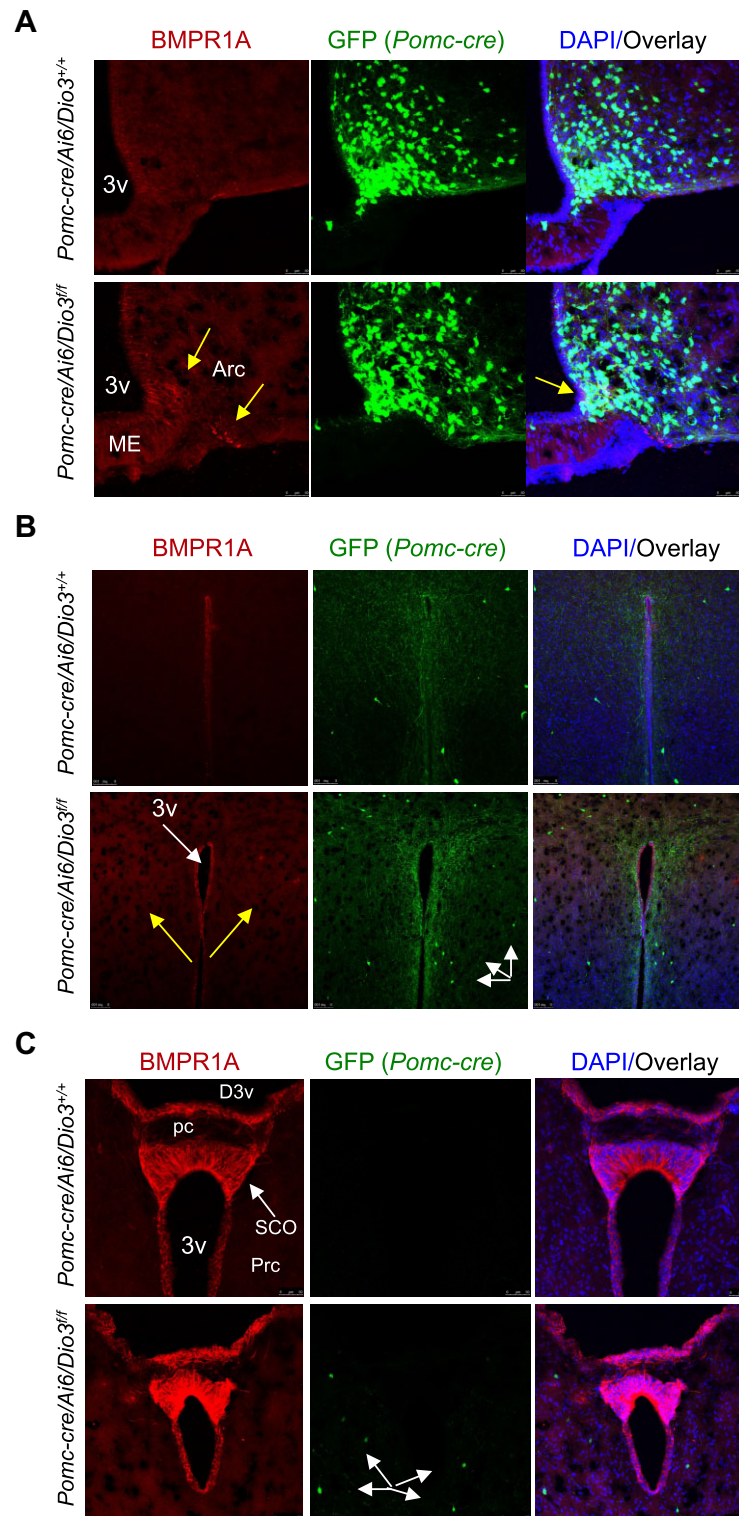 A
BMPR1A GFP (Pomc-cre) DAPI/Overlay
Pomc-cre/Ai6/Dio3+/+
3v
Pomc-cre/Ai6/Dio3f/f
Arc
3v
ME
B
BMPR1A GFP (Pomc-cre) DAPI/Overlay
Pomc-cre/Ai6/Dio3+/+
Pomc-cre/Ai6/Dio3f/f
3v
C
BMPR1A GFP (Pomc-cre) DAPI/Overlay
Pomc-cre/Ai6/Dio3+/+
D3v
pc
SCO
3v
Prc
Pomc-cre/Ai6/Dio3f/f